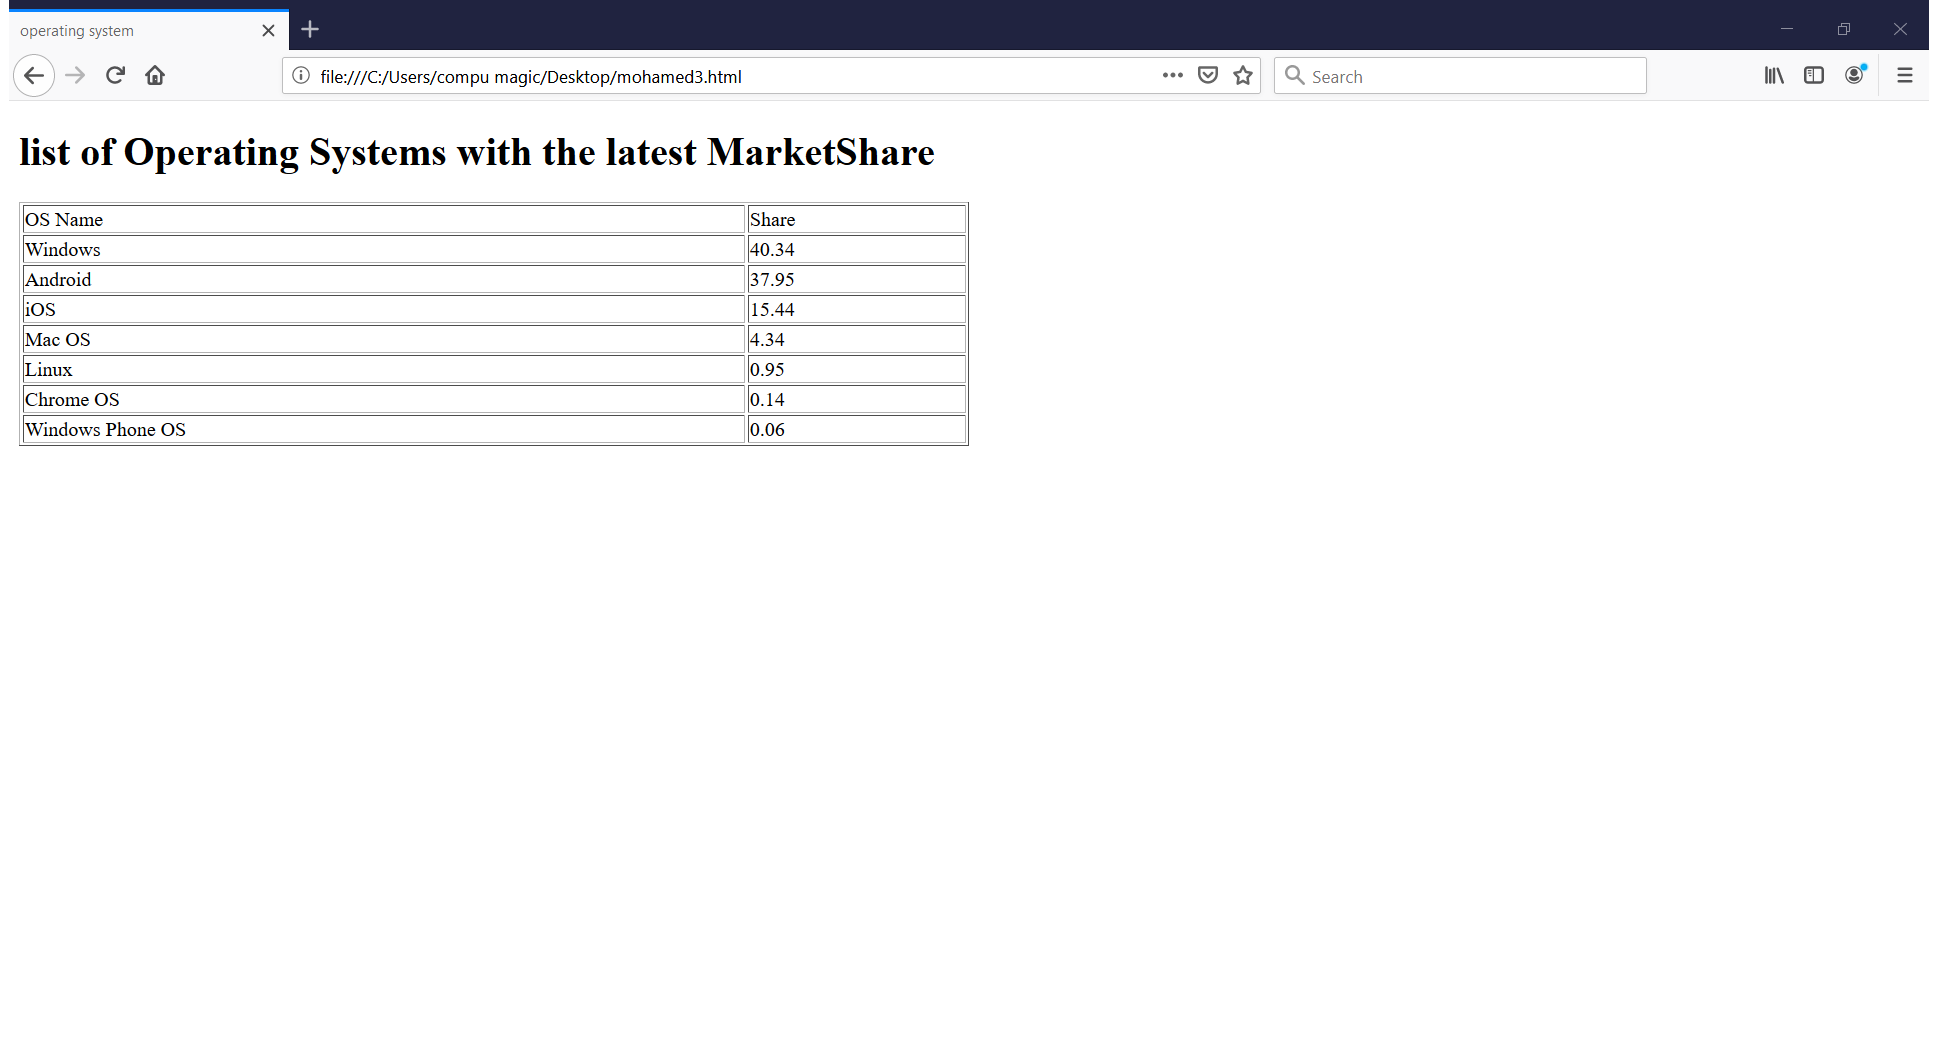 operating system
file:///C:/Users/compu magic/Desktop/mohamed3.html
Search
list of Operating Systems with the latest MarketShare
OS Name Share
Windows 40.34
Android 37.95
iOS 15.44
Mac OS 4.34
Linux 0.95
Chrome OS 0.14
Windows Phone OS 0.06